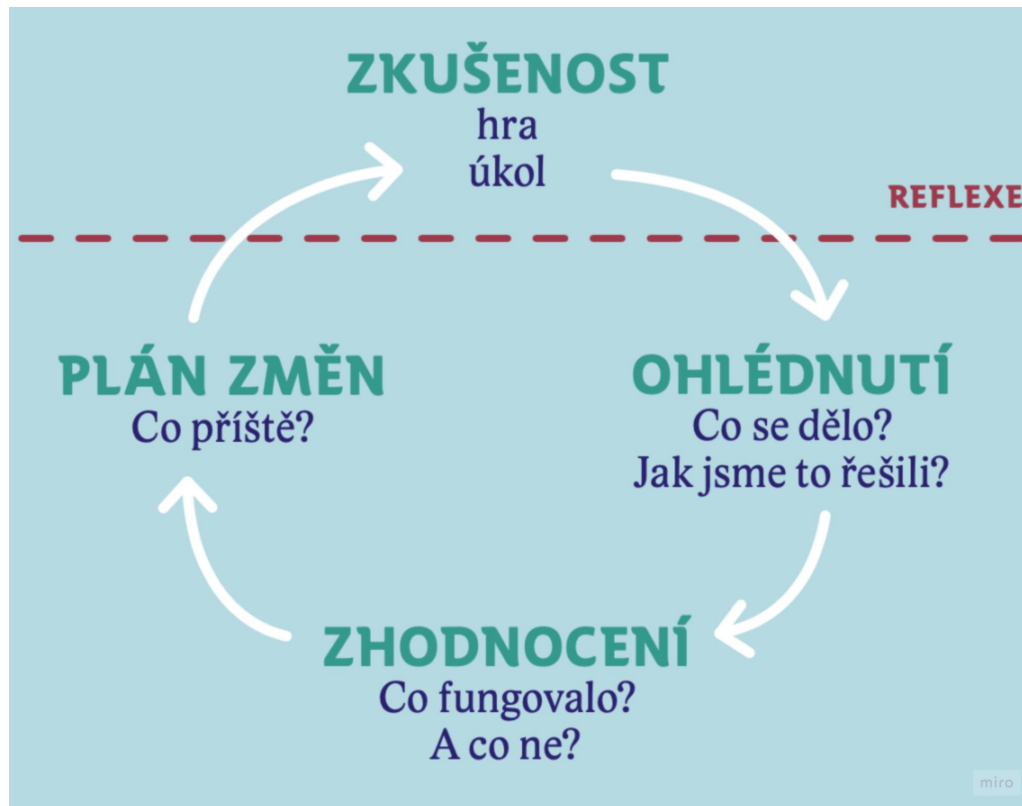 ZKUŠENOST
hra
úkol
REFLEXE
PLÁN ZMĚN
Co příště?
OHLÉDNUTÍ
Co se dělo?
Jak jsme to řešili?
ZHODNOCENÍ
Co fungovalo?
A co ne?
miro